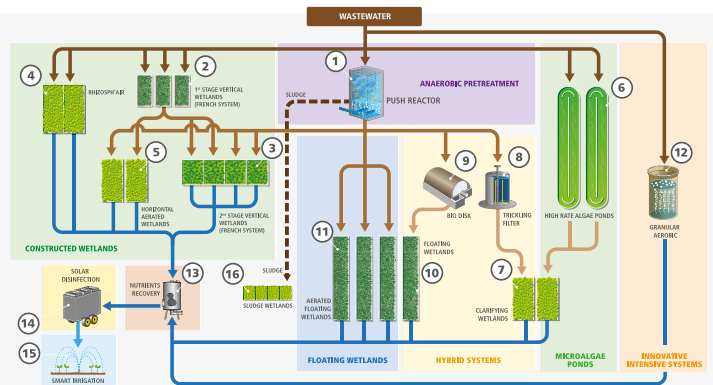 WASTEWATER
4
2
1
6
RHIZOSPH'AIR
1st STAGE VERTICAL
WETLANDS
(FRENCH SYSTEM)
SLUDGE
ANAEROBIC PRETREATMENT
PUSH REACTOR
5
3
9
8
12
HORIZONTAL
AERATED
WETLANDS
2nd STAGE VERTICAL
WETLANDS
(FRENCH SYSTEM)
BIO DISK
TRICKLING
FILTER
HIGH RATE ALGAE PONDS
GRANULAR
AEROBIC
CONSTRUCTED WETLANDS
11
FLOATING
WETLANDS
10
7
SOLAR
DISINFECTION
13
NUTRIENTS
RECOVERY
16
SLUDGE
SLUDGE WETLANDS
AERATED
FLOATING
WETLANDS
CLARIFYING
WETLANDS
14
15
SMART IRRIGATION
FLOATING WETLANDS
HYBRID SYSTEMS
MICROALGAE
PONDS
INNOVATIVE
INTENSIVE SYSTEMS